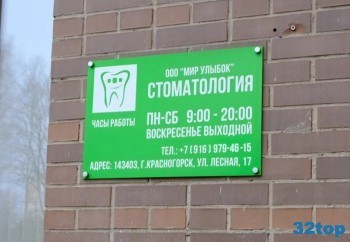 ООО "МИР УЛЫБОК"
СТОМАТОЛОГИЯ
ЧАСЫ РАБОТЫ
ПН-СБ 9:00 - 20:00
ВОСКРЕСЕНЬЕ ВЫХОДНОЙ
ТЕЛ.: +7 (916) 979-46-15
АДРЕС: 143403, Г.КРАСНОГОРСК, УЛ. ЛЕСНАЯ, 17
32top